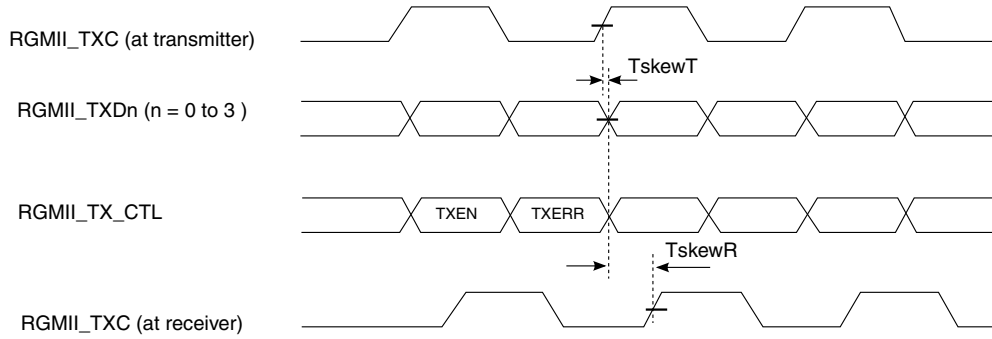 RGMII_TXC (at transmitter)
TskewT
RGMII_TXDn (n = 0 to 3 )
RGMII_TX_CTL
TXEN
TXERR
TskewR
RGMII_TXC (at receiver)